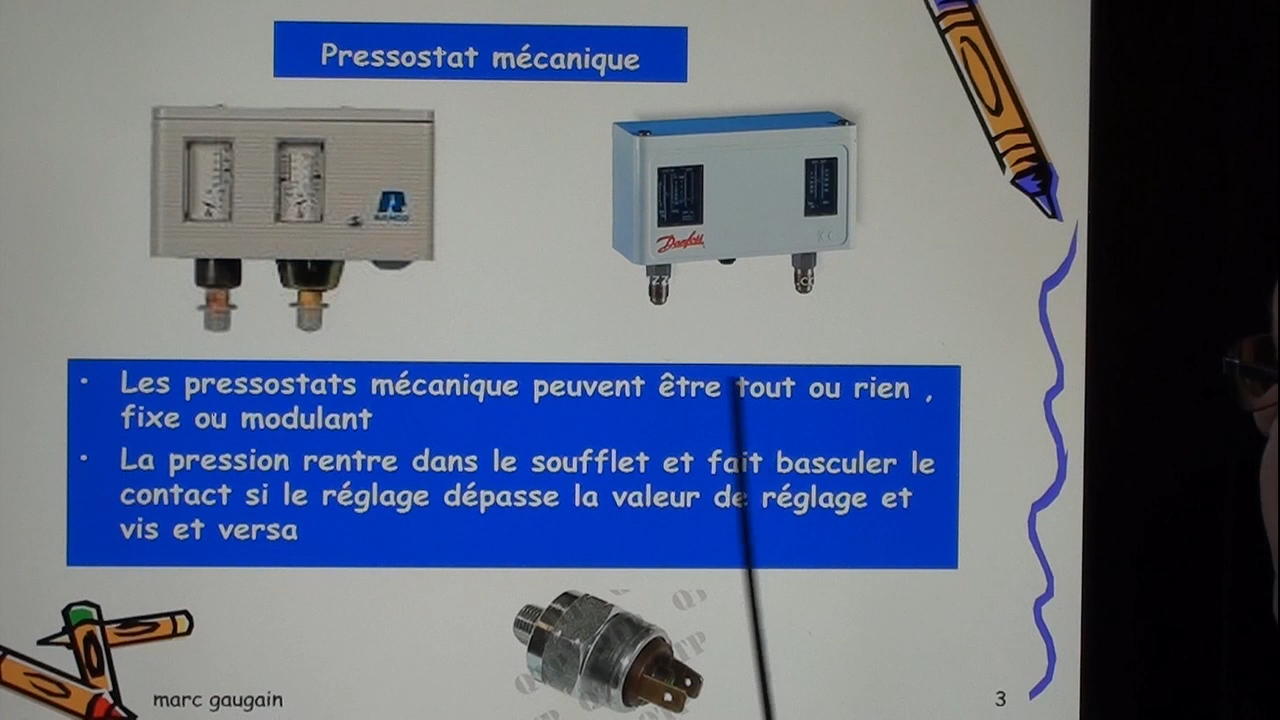 Pressostat mécanique
RANCO
Danfoss
• Les pressostats mécanique peuvent être tout ou rien ,
fixe ou modulant
• La pression rentre dans le soufflet et fait basculer le
contact si le réglage dépasse la valeur de réglage et
vis et versa
marc gaugain
3